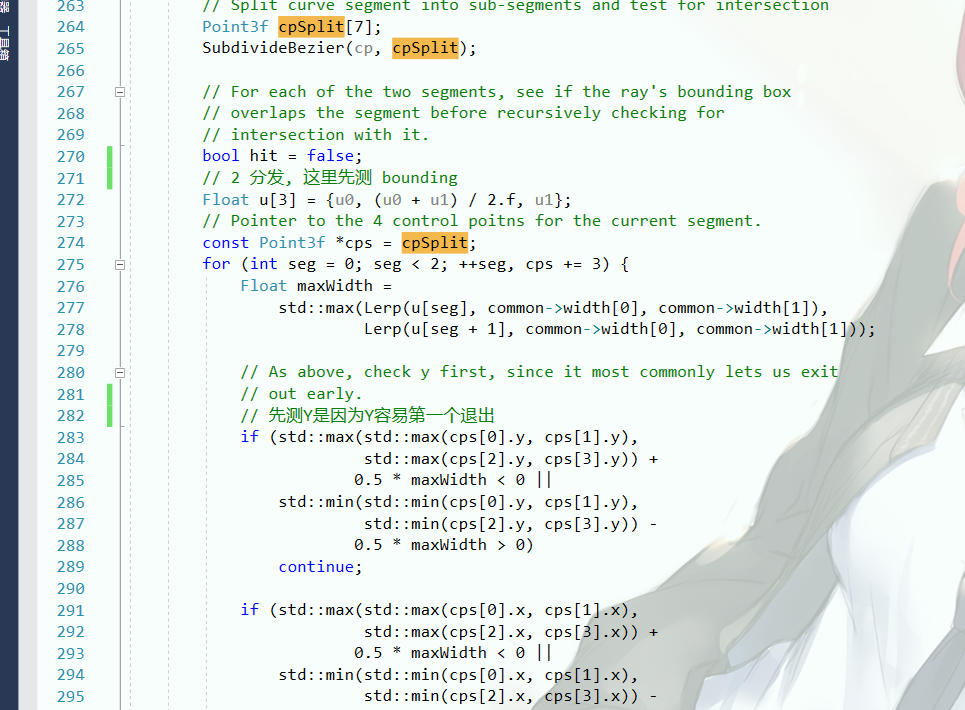 器
工具箱
263 // Split curve segment into sub-segments and test for intersection
264 Point3f cpSplit[7];
265 SubdivideBezier(cp, cpSplit);
266
267 // For each of the two segments, see if the ray's bounding box
268 // overlaps the segment before recursively checking for
269 // intersection with it.
270 bool hit = false;
271 // 2 分发, 这里先测 bounding
272 Float u[3] = {u0, (u0 + u1) / 2.f, u1};
273 // Pointer to the 4 control poitns for the current segment.
274 const Point3f *cps = cpSplit;
275 for (int seg = 0; seg < 2; ++seg, cps += 3) {
276 Float maxWidth =
277 std::max(Lerp(u[seg], common->width[0], common->width[1]),
278 Lerp(u[seg + 1], common->width[0], common->width[1]));
279
280 // As above, check y first, since it most commonly lets us exit
281 // out early.
282 // 先测Y是因为Y容易第一个退出
283 if (std::max(std::max(cps[0].y, cps[1].y),
284 std::max(cps[2].y, cps[3].y)) +
285 0.5 * maxWidth < 0 ||
286 std::min(std::min(cps[0].y, cps[1].y),
287 std::min(cps[2].y, cps[3].y)) -
288 0.5 * maxWidth > 0)
289 continue;
290
291 if (std::max(std::max(cps[0].x, cps[1].x),
292 std::max(cps[2].x, cps[3].x)) +
293 0.5 * maxWidth < 0 ||
294 std::min(std::min(cps[0].x, cps[1].x),
295 std::min(cps[2].x, cps[3].x)) -